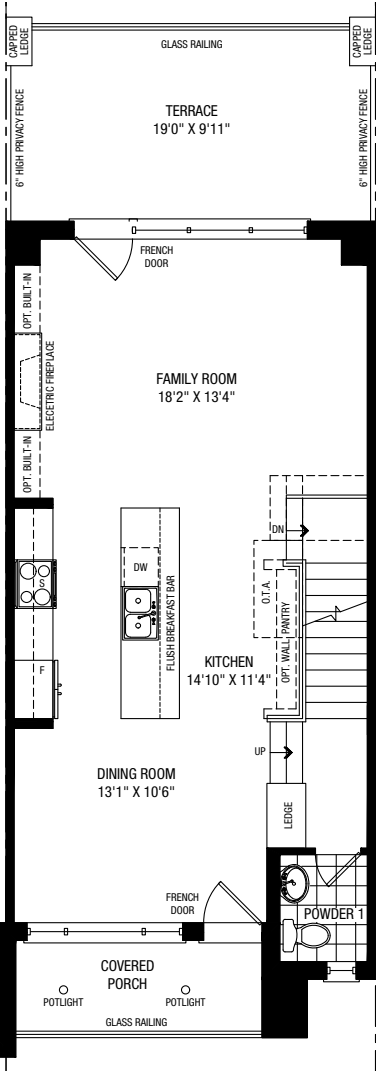 CAPPED
LEDGE
GLASS RAILING
CAPPED
LEDGE
TERRACE
19'0" X 9'11"
6" HIGH PRIVACY FENCE
6" HIGH PRIVACY FENCE
FRENCH
DOOR
OPT. BUILT-IN
ELECETRIC FIREPLACE
OPT. BUILT-IN
FAMILY ROOM
18'2" X 13'4"
DN
DW
S
FLUSH BREAKFAST BAR
O.T.A.
OPT. WALL PANTRY
F
KITCHEN
14'10" X 11'4"
UP
DINING ROOM
13'1" X 10'6"
LEDGE
FRENCH
DOOR
POWDER 1
COVERED
PORCH
POTLIGHT
POTLIGHT
GLASS RAILING